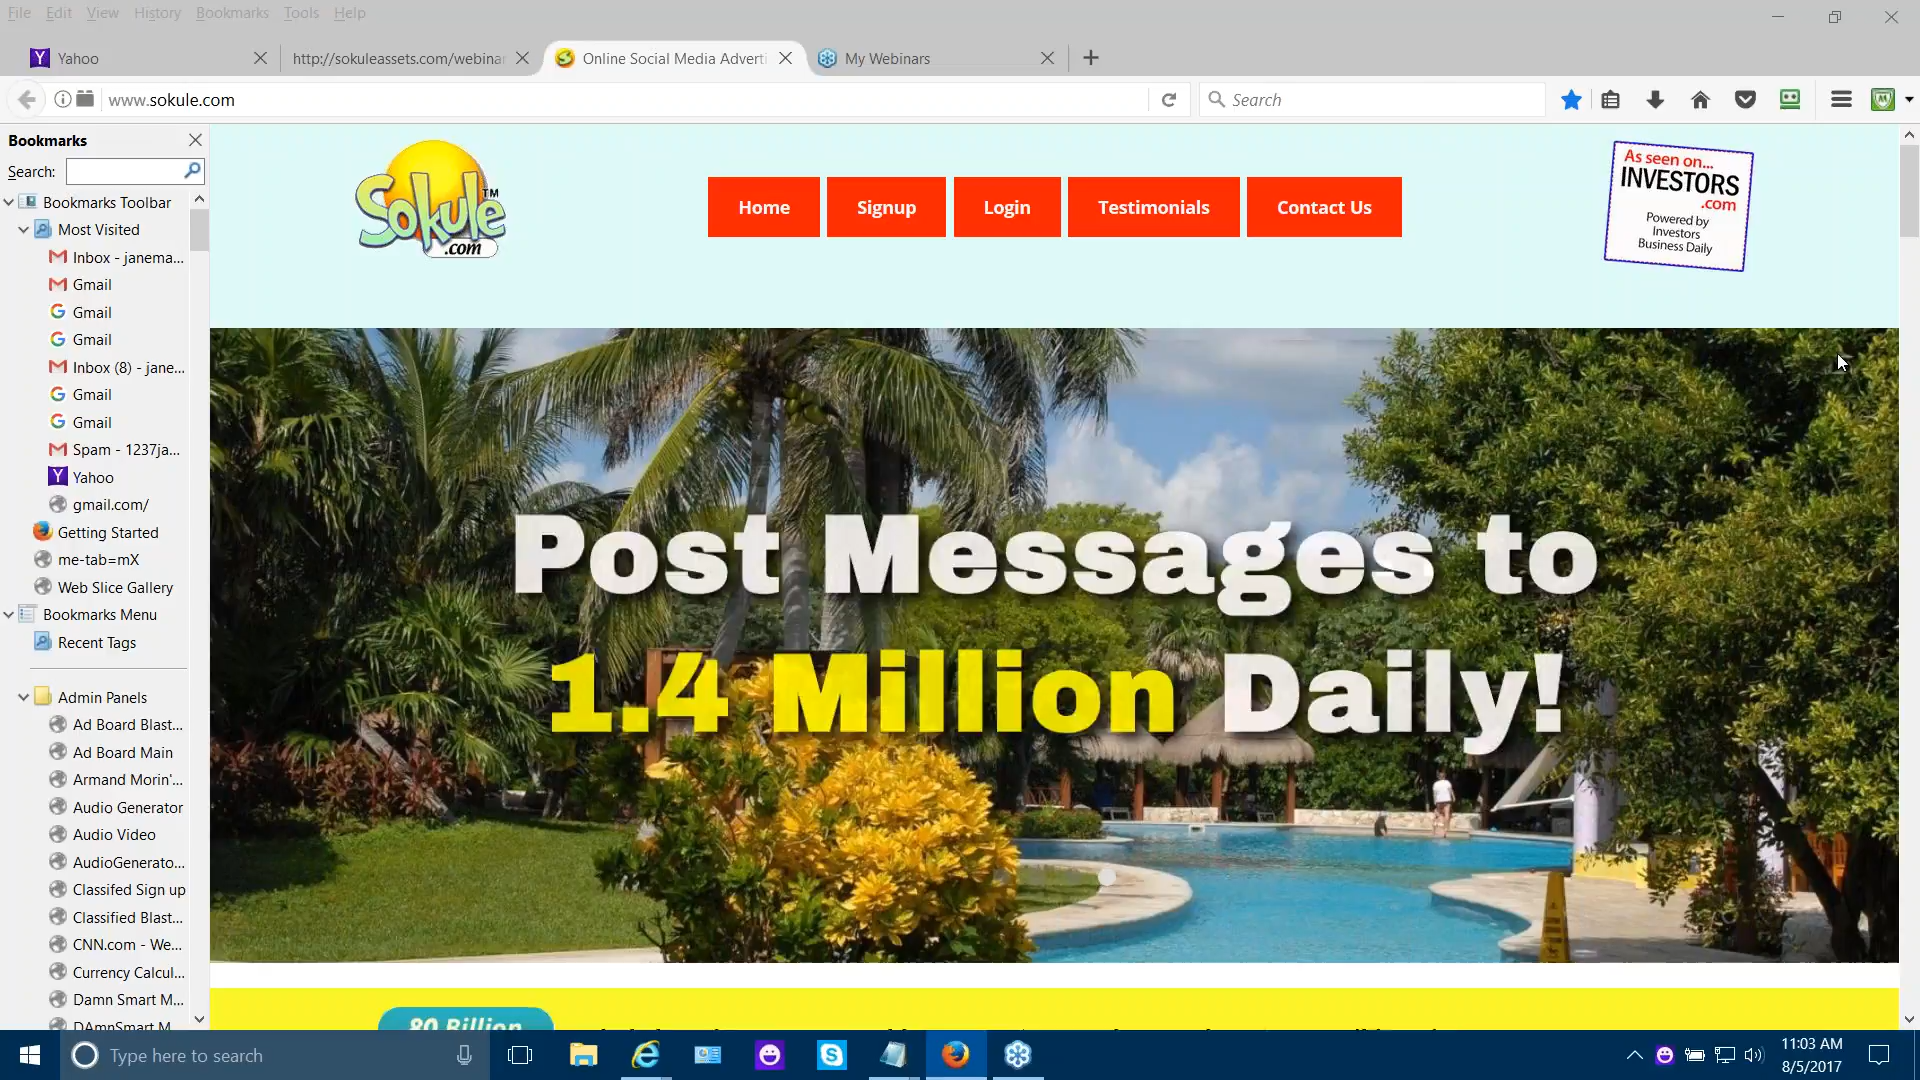 File Edit View History Bookmarks Tools Help
Yahoo
http://sokuleassets.com/webinar
Online Social Media Adverti
My Webinars
www.sokule.com
Search
Bookmarks
Search:
Bookmarks Toolbar
Most Visited
Inbox - janema...
Gmail
Gmail
Gmail
Inbox (8) - jane...
Gmail
Gmail
Spam - 1237ja...
Yahoo
gmail.com/
Getting Started
me-tab=mX
Web Slice Gallery
Bookmarks Menu
Recent Tags
Admin Panels
Ad Board Blast...
Ad Board Main
Armand Morin'...
Audio Generator
Audio Video
AudioGenerato...
Classifed Sign up
Classified Blast...
CNN.com - We...
Currency Calcul...
Damn Smart M...
DAmnSmart M
Sokule TM
.com
Home
Signup
Login
Testimonials
Contact Us
As seen on...
INVESTORS
.com
Powered by
Investors
Business Daily
Post Messages to
1.4 Million Daily!
80 Billion
Type here to search
11:03 AM
8/5/2017